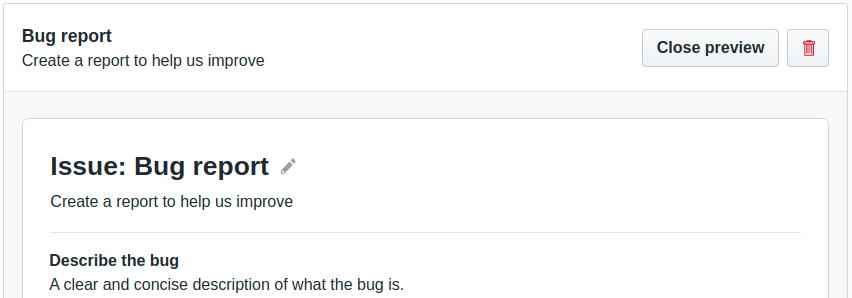 Bug report
Create a report to help us improve
Close preview
Issue: Bug report
Create a report to help us improve
Describe the bug
A clear and concise description of what the bug is.